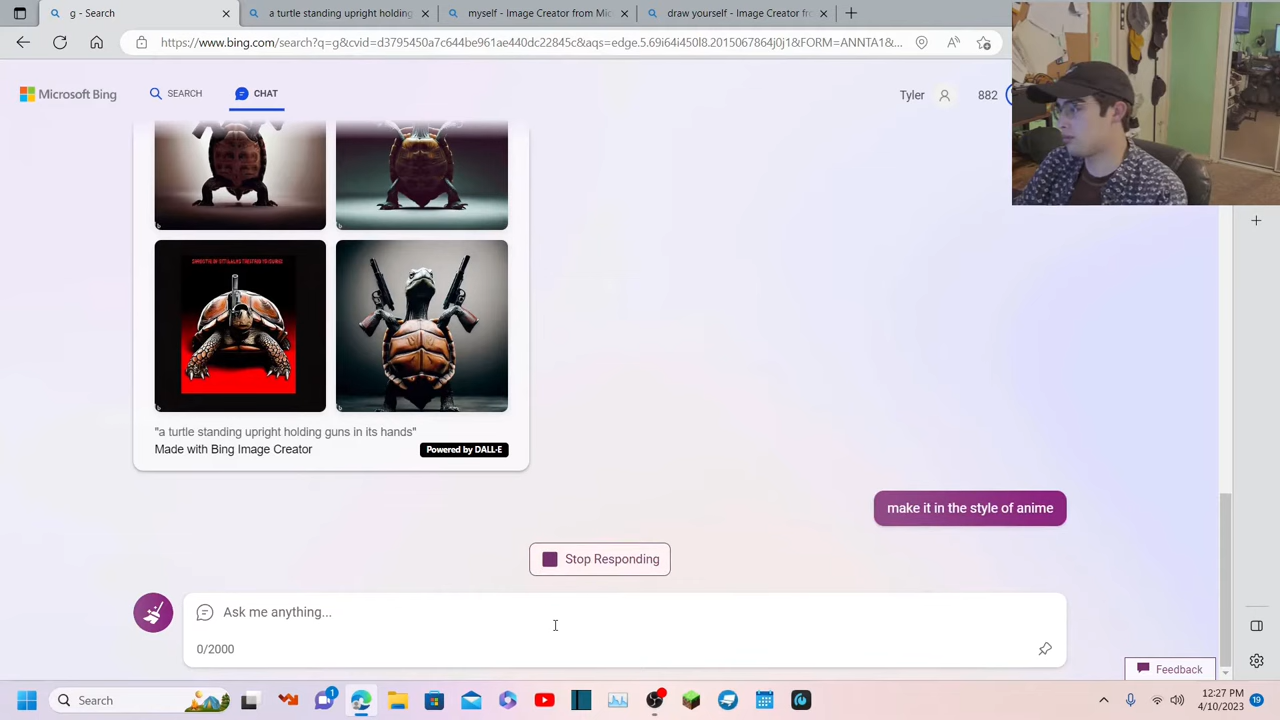 g - Search
a turtle standing upright holding
myself - Image Creator from Mic
draw yourself - Image Creator fro
https://www.bing.com/search?q=g&cvid=d3795450a7c644be961ae440dc22845c&aqs=edge.5.69i64i450l8.2015067864j0j1&FORM=ANNTA1&...
Microsoft Bing
SEARCH
CHAT
Tyler
882
"a turtle standing upright holding guns in its hands"
Made with Bing Image Creator
Powered by DALL·E
make it in the style of anime
Stop Responding
Ask me anything...
0/2000
Feedback
Search
1
12:27 PM
4/10/2023
19